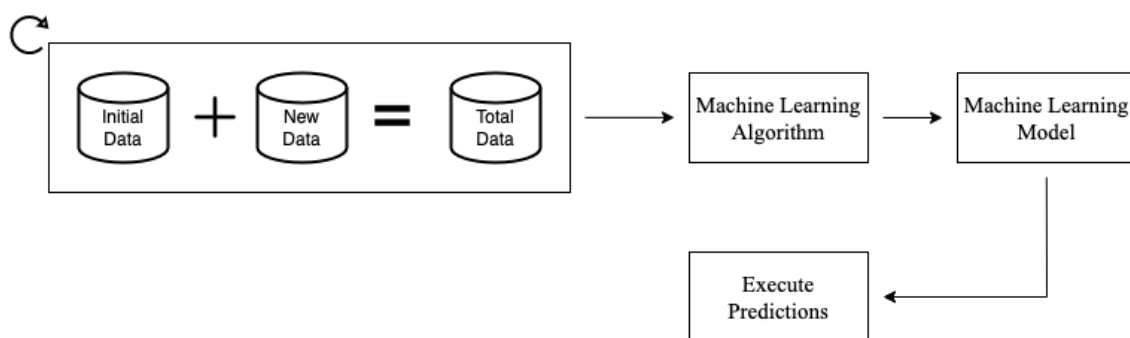 Initial
Data
+
New
Data
=
Total
Data
Machine Learning
Algorithm
Machine Learning
Model
Execute
Predictions